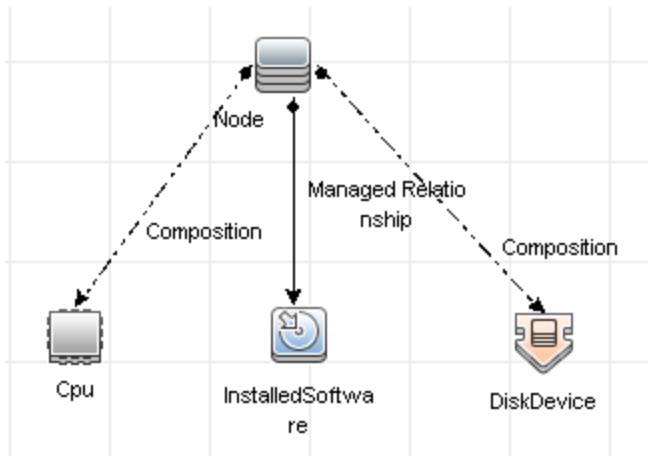 Node
Managed Relatio
nship
Composition
Composition
Cpu
InstalledSoftwa
re
DiskDevice